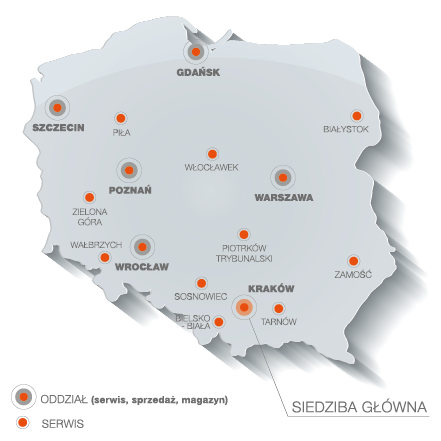 GDAŃSK
SZCZECIN
PIŁA
BIAŁYSTOK
WŁOCŁAWEK
POZNAŃ
WARSZAWA
ZIELONA
GÓRA
WAŁBRZYCH
WROCŁAW
PIOTRKÓW
TRYBUNALSKI
ZAMOŚĆ
SOSNOWIEC
KRAKÓW
BIELSKO
- BIAŁA
TARNÓW
ODDZIAŁ (serwis, sprzedaż, magazyn)
SIEDZIBA GŁÓWNA
SERWIS